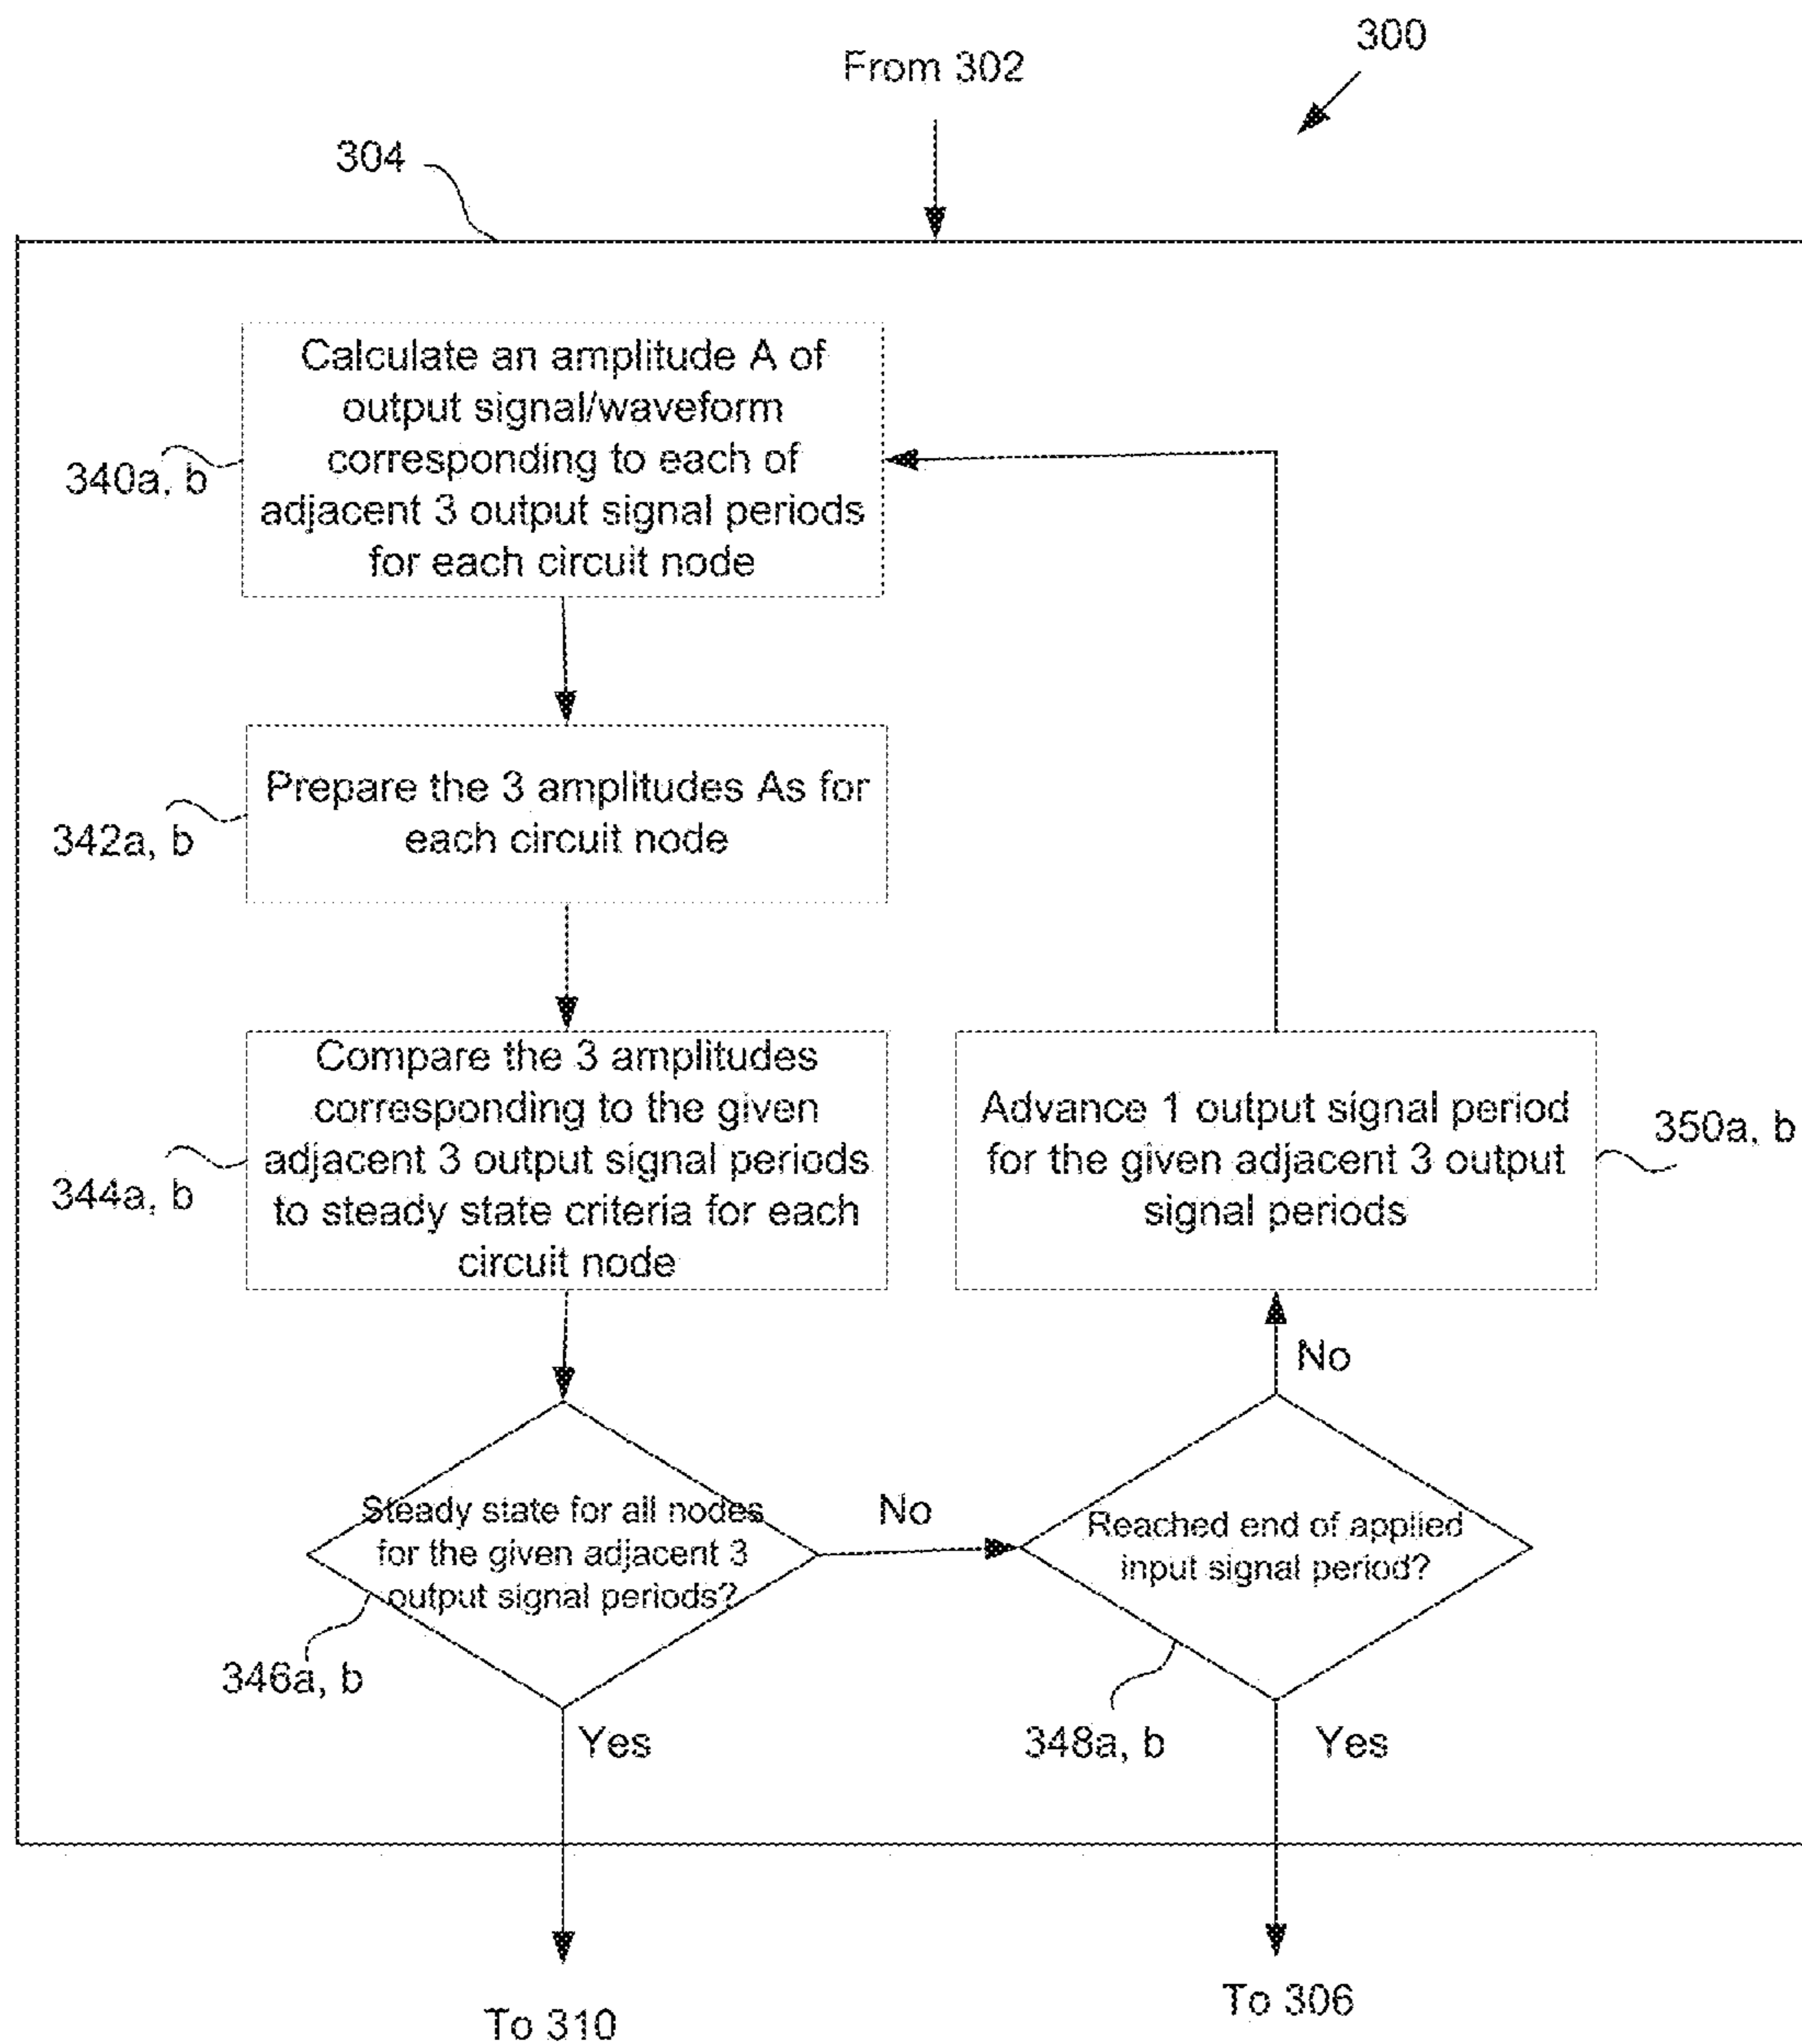 300
From 302
304
Calculate an amplitude A of
output signal/waveform
corresponding to each of
adjacent 3 output signal periods
for each circuit node
340a, b
Prepare the 3 amplitudes As for
each circuit node
342a, b
Compare the 3 amplitudes
corresponding to the given
adjacent 3 output signal periods
to steady state criteria for each
circuit node
344a, b
Advance 1 output signal period
for the given adjacent 3 output
signal periods
350a, b
No
Steady state for all nodes
for the given adjacent 3
output signal periods?
No
Reached end of applied
input signal period?
346a, b
Yes
348a, b
Yes
To 310
To 306